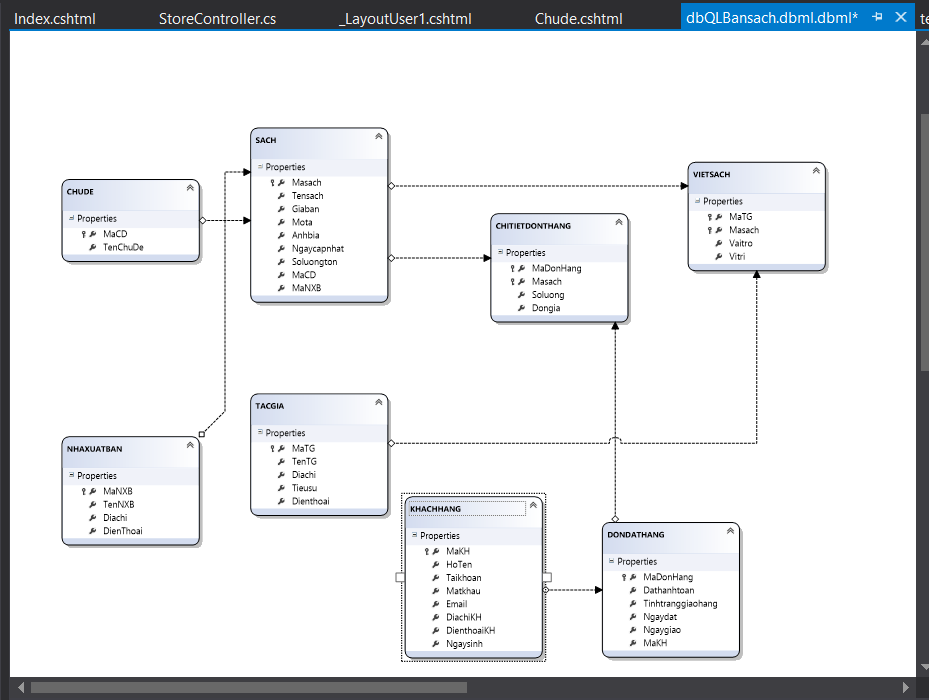 Index.cshtml
StoreController.cs
_LayoutUser1.cshtml
Chude.cshtml
dbQLBansach.dbml.dbml*
te
SACH
Properties
Masach
Tensach
Giaban
Mota
Anhbia
Ngaycapnhat
Soluongton
MaCD
MaNXB
CHUDE
Properties
MaCD
TenChuDe
VIETSACH
Properties
MaTG
Masach
Vaitro
Vitri
CHITIETDONTHANG
Properties
MaDonHang
Masach
Soluong
Dongia
TACGIA
Properties
MaTG
TenTG
Diachi
Tieusu
Dienthoai
NHAXUATBAN
Properties
MaNXB
TenNXB
Diachi
DienThoai
KHACHHANG
Properties
MaKH
HoTen
Taikhoan
Matkhau
Email
DiachiKH
DienthoaiKH
Ngaysinh
DONDATHANG
Properties
MaDonHang
Dathanhtoan
Tinhtranggiaohang
Ngaydat
Ngaygiao
MaKH